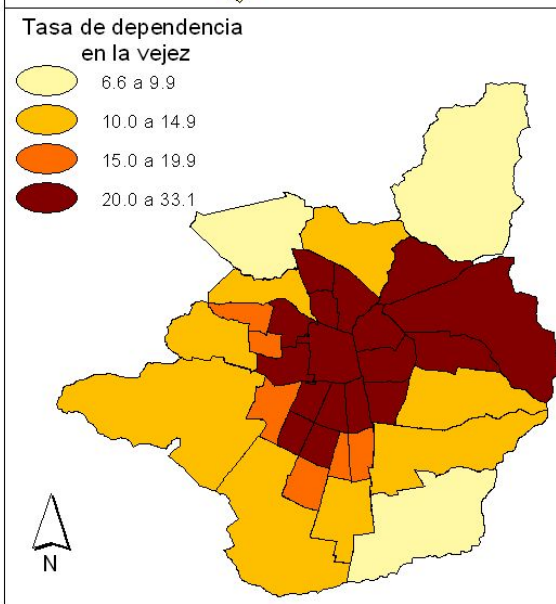 Tasa de dependencia
en la vejez
6.6 a 9.9
10.0 a 14.9
15.0 a 19.9
20.0 a 33.1
N